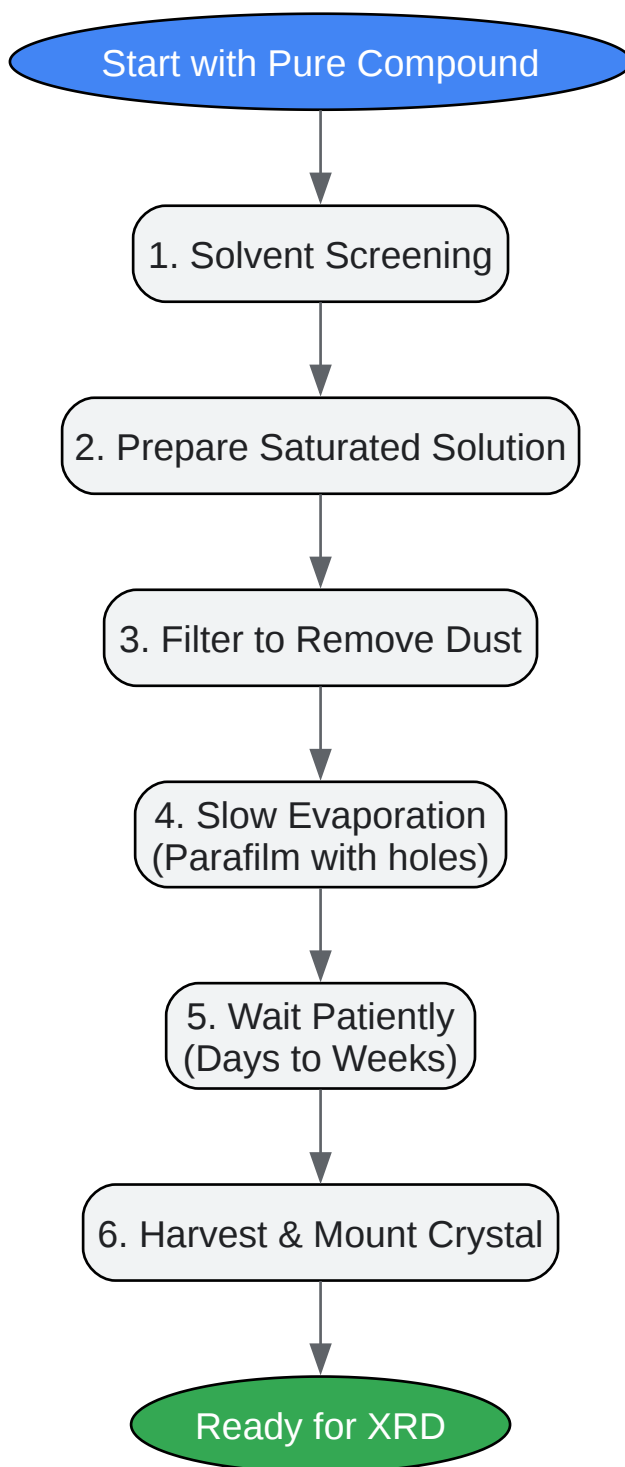 Start with Pure Compound
1. Solvent Screening
2. Prepare Saturated Solution
3. Filter to Remove Dust
4. Slow Evaporation
(Parafilm with holes)
5. Wait Patiently
(Days to Weeks)
6. Harvest & Mount Crystal
Ready for XRD